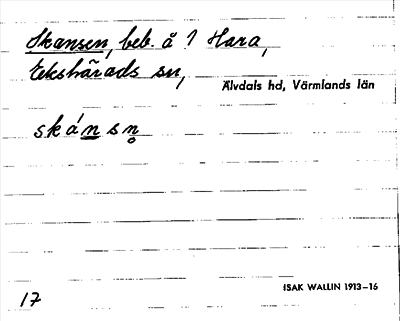 Skansen, beb. å 1 Hara,
Ekshärads sn,
Älvdals hd, Värmlands län
skánsn̥
ISAK WALLIN 1913–16
17